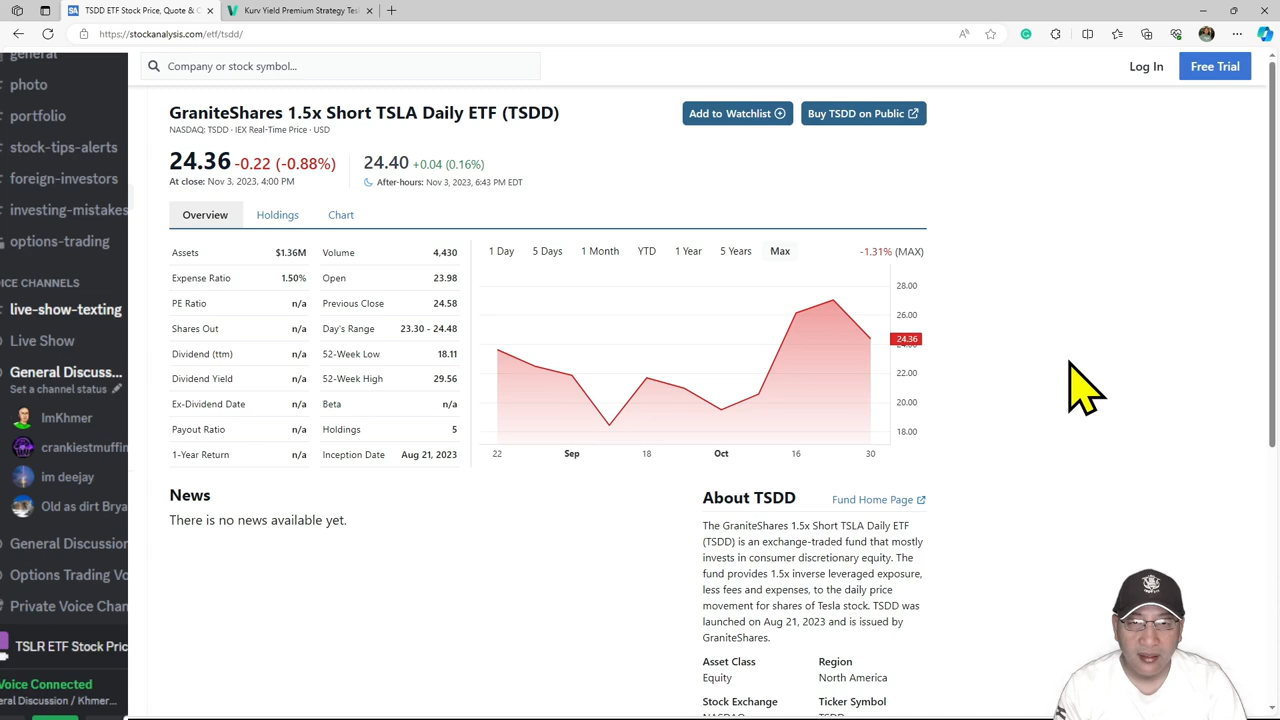 TSDD ETF Stock Price, Quote & C
Kurv Yield Premium Strategy Tes
https://stockanalysis.com/etf/tsdd/
general
photo
portfolio
stock-tips-alerts
foreign-investors
investing-mistakes
options-trading
OICE CHANNELS
live-show-texting
Live Show
General Discuss...
Set a channel status
ImKhmer
crankiestmuffin
im deejay
Old as dirt Brya
General Discussion
Options Trading Vo
Private Voice Chan
TSLR ETF Stock Pric
Voice Connected
eneral Discussion / Khmer...
Company or stock symbol...
Log In
Free Trial
GraniteShares 1.5x Short TSLA Daily ETF (TSDD)
NASDAQ: TSDD · IEX Real-Time Price · USD
Add to Watchlist
Buy TSDD on Public
24.36 -0.22 (-0.88%)
At close: Nov 3, 2023, 4:00 PM
24.40 +0.04 (0.16%)
After-hours: Nov 3, 2023, 6:43 PM EDT
Overview Holdings Chart
Assets $1.36M Volume 4,430
Expense Ratio 1.50% Open 23.98
PE Ratio n/a Previous Close 24.58
Shares Out n/a Day's Range 23.30 - 24.48
Dividend (ttm) n/a 52-Week Low 18.11
Dividend Yield n/a 52-Week High 29.56
Ex-Dividend Date n/a Beta n/a
Payout Ratio n/a Holdings 5
1-Year Return n/a Inception Date Aug 21, 2023
1 Day 5 Days 1 Month YTD 1 Year 5 Years Max
-1.31% (MAX)
28.00
26.00
24.36
22.00
20.00
18.00
22 Sep 18 Oct 16 30
News
There is no news available yet.
About TSDD
Fund Home Page
The GraniteShares 1.5x Short TSLA Daily ETF
(TSDD) is an exchange-traded fund that mostly
invests in consumer discretionary equity. The
fund provides 1.5x inverse leveraged exposure,
less fees and expenses, to the daily price
movement for shares of Tesla stock. TSDD was
launched on Aug 21, 2023 and is issued by
GraniteShares.
Asset Class Region
Equity North America
Stock Exchange Ticker Symbol
NASDAQ TSDD